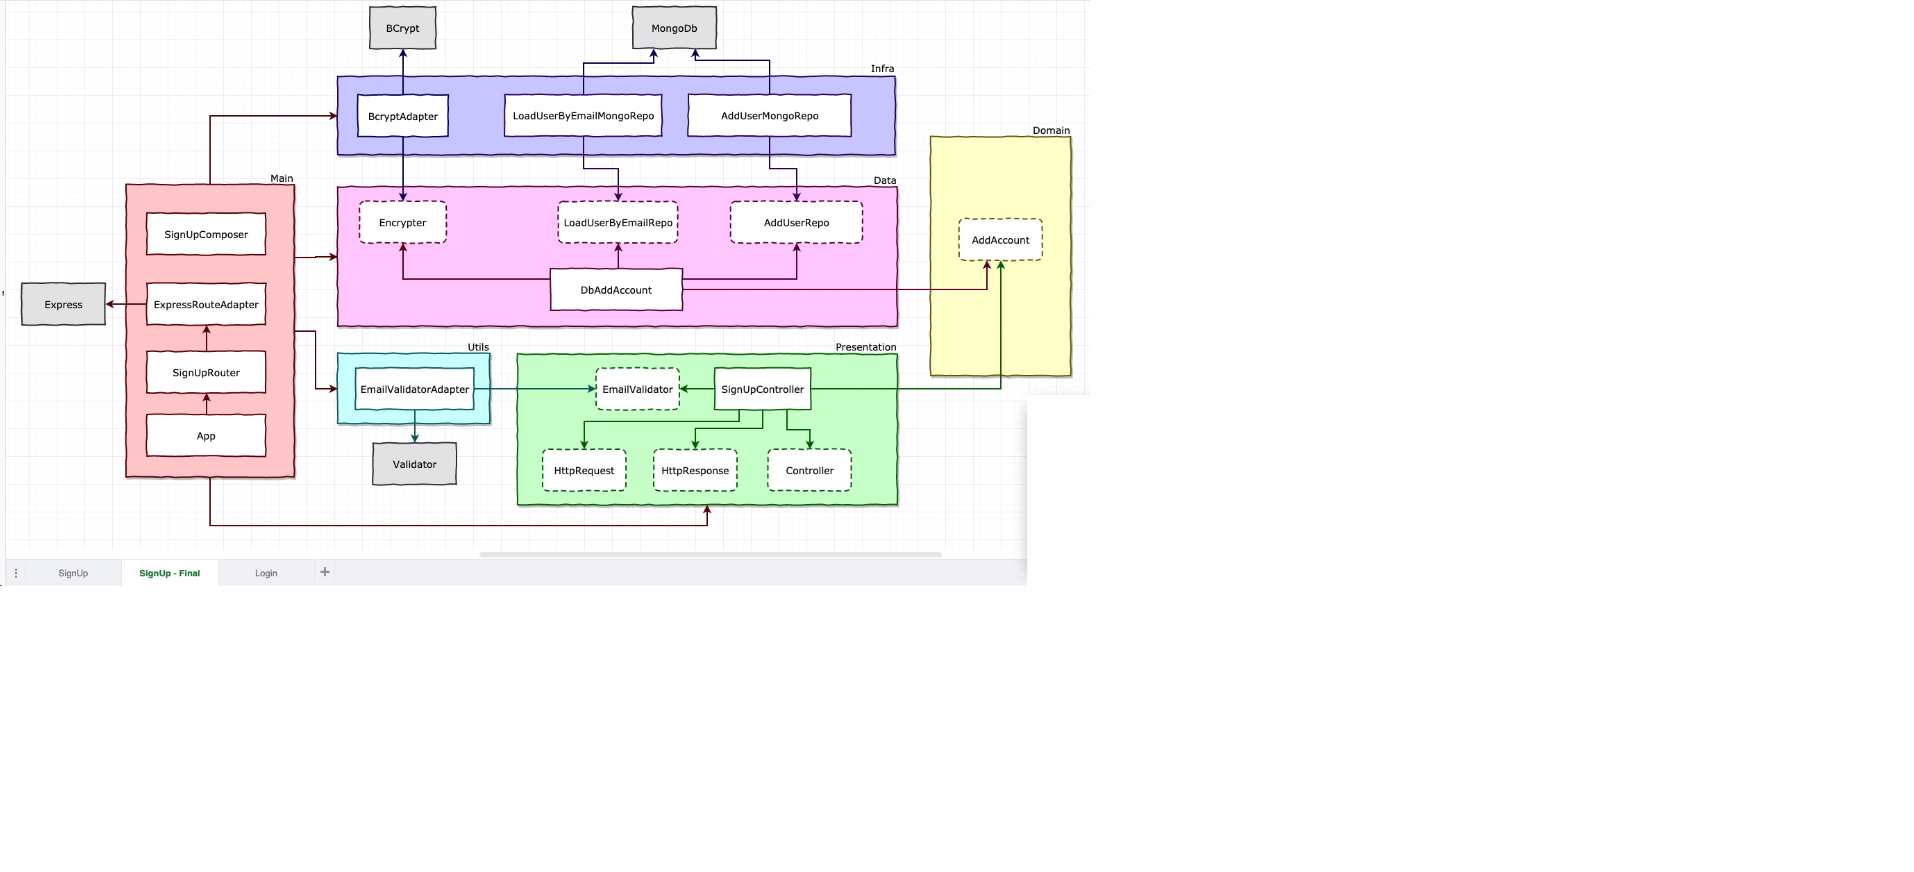 BCrypt
MongoDb
Infra
BcryptAdapter
LoadUserByEmailMongoRepo
AddUserMongoRepo
Domain
Main
Data
SignUpComposer
Encrypter
LoadUserByEmailRepo
AddUserRepo
AddAccount
DbAddAccount
Express
ExpressRouteAdapter
Utils
Presentation
SignUpRouter
EmailValidatorAdapter
EmailValidator
SignUpController
App
Validator
HttpRequest
HttpResponse
Controller
SignUp
SignUp - Final
Login